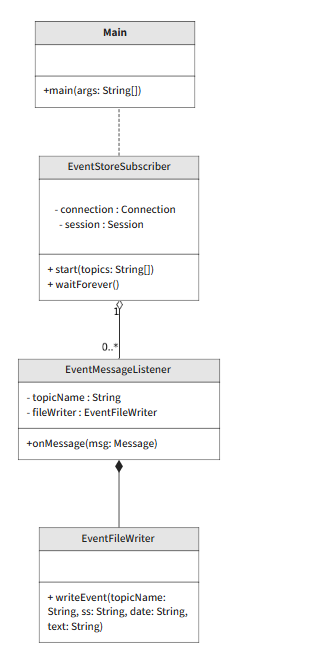 Main
+main(args: String[])
EventStoreSubscriber
- connection : Connection
- session : Session
+ start(topics: String[])
+ waitForever()
1
0..*
EventMessageListener
- topicName : String
- fileWriter : EventFileWriter
+onMessage(msg: Message)
EventFileWriter
+ writeEvent(topicName:
String, ss: String, date: String,
text: String)